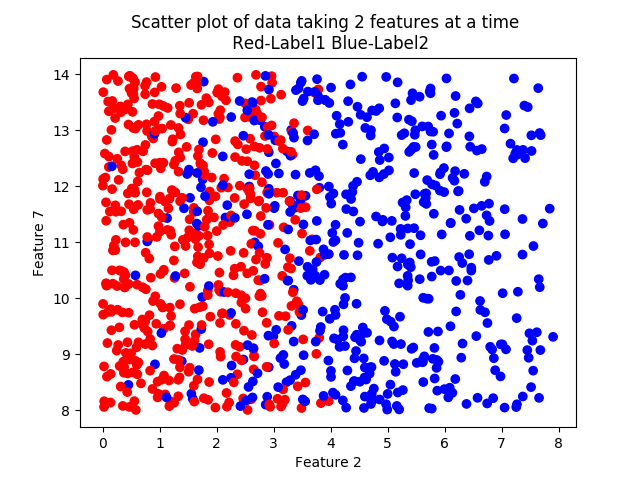 Scatter plot of data taking 2 features at a time
Red-Label1 Blue-Label2
14
13
12
11
10
9
8
Feature 7
0 1 2 3 4 5 6 7 8
Feature 2